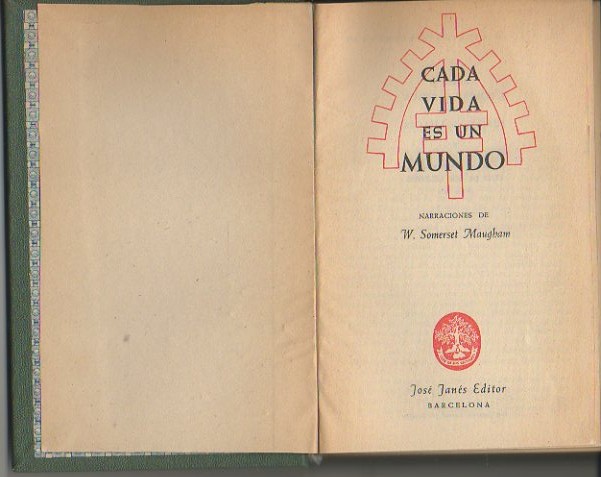 CADA
VIDA
ES UN
MUNDO
NARRACIONES DE
W. Somerset Maugham
José Janés Editor
BARCELONA